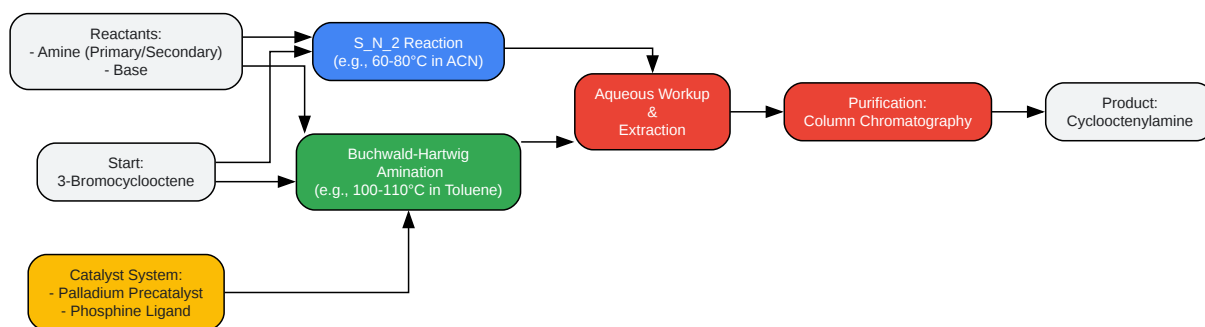 Reactants:
- Amine (Primary/Secondary)
- Base
S_N_2 Reaction
(e.g., 60-80°C in ACN)
Aqueous Workup
&
Extraction
Purification:
Column Chromatography
Product:
Cyclooctenylamine
Start:
3-Bromocyclooctene
Buchwald-Hartwig
Amination
(e.g., 100-110°C in Toluene)
Catalyst System:
- Palladium Precatalyst
- Phosphine Ligand